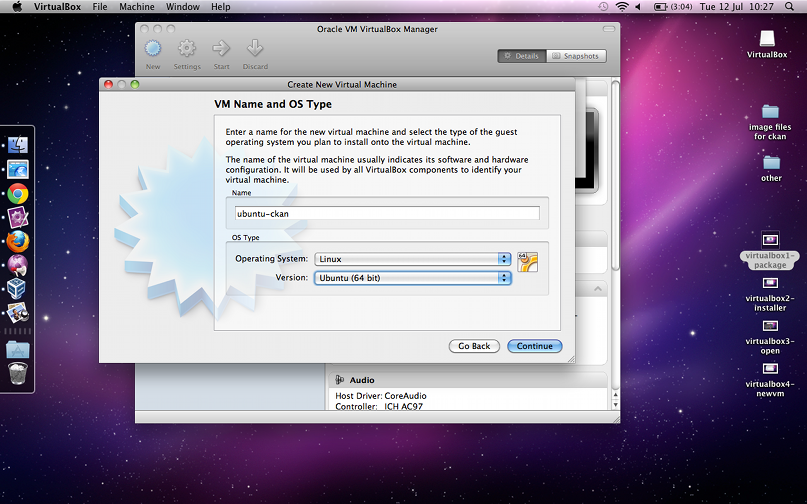 VirtualBox File Machine Window Help (3:04) Tue 12 Jul 10:27
Oracle VM VirtualBox Manager
New Settings Start Discard
Details Snapshots
Create New Virtual Machine
VM Name and OS Type
Enter a name for the new virtual machine and select the type of the guest
operating system you plan to install onto the virtual machine.
The name of the virtual machine usually indicates its software and hardware
configuration. It will be used by all VirtualBox components to identify your
virtual machine.
Name
ubuntu-ckan
OS Type
Operating System: Linux
64
Version: Ubuntu (64 bit)
Go Back Continue
Audio
Host Driver: CoreAudio
Controller: ICH AC97
VirtualBox
image files
for ckan
other
virtualbox1-
package
virtualbox2-
installer
virtualbox3-
open
virtualbox4-
newvm